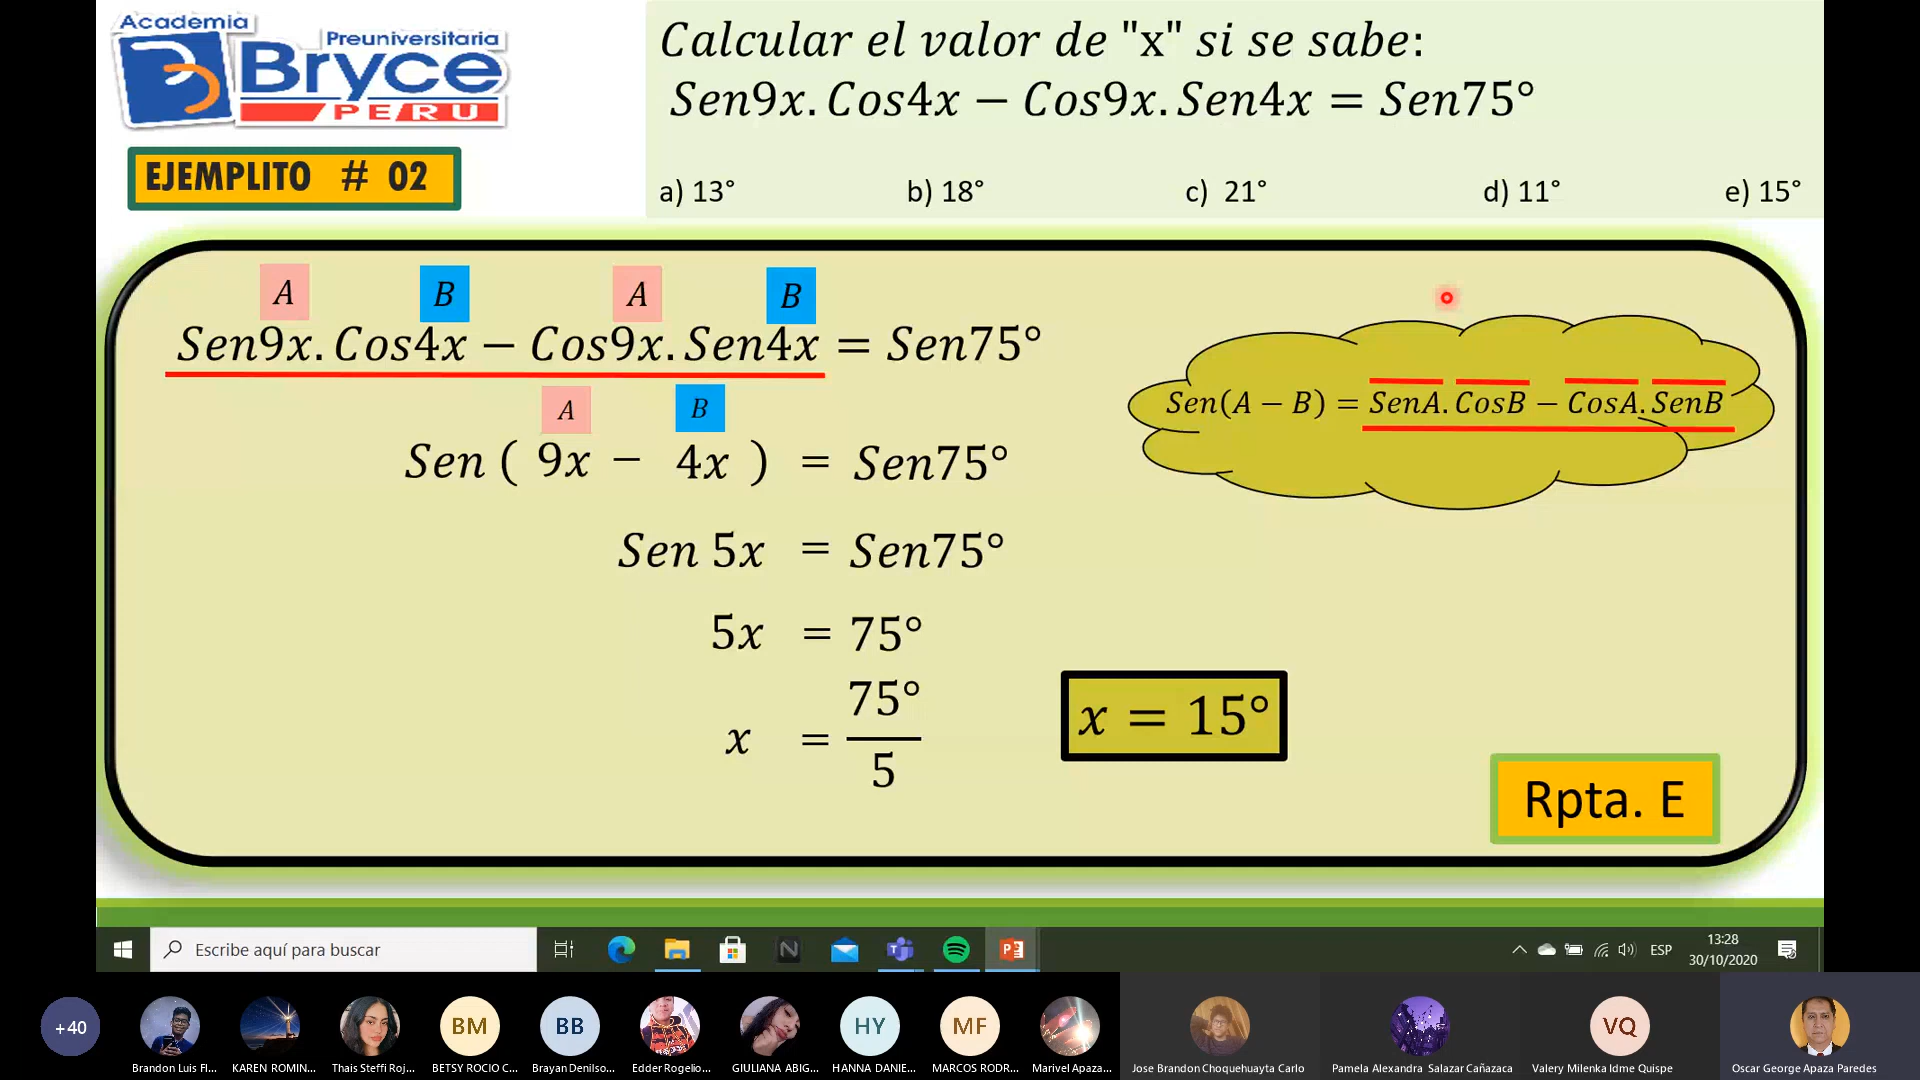 Academia
Preuniversitaria
Bryce
PERU
EJEMPLITO # 02
Calcular el valor de "x" si se sabe:
Sen9x.Cos4x − Cos9x.Sen4x = Sen75°
a) 13° b) 18° c) 21° d) 11° e) 15°
A B A B
Sen9x.Cos4x − Cos9x.Sen4x = Sen75°
A B
Sen ( 9x − 4x ) = Sen75°
Sen 5x = Sen75°
5x = 75°
x = 75°/5
x = 15°
Sen(A − B) = SenA.CosB − CosA.SenB
Rpta. E
Escribe aquí para buscar
ESP
13:28
30/10/2020
+40
BM
BB
HY
MF
VQ
Brandon Luis Fl...
KAREN ROMIN...
Thais Steffi Roj...
BETSY ROCIO C...
Brayan Denilso...
Edder Rogelio...
GIULIANA ABIG...
HANNA DANIE...
MARCOS RODR...
Marivel Apaza...
Jose Brandon Choquehuayta Carlo
Pamela Alexandra Salazar Cañazaca
Valery Milenka Idme Quispe
Oscar George Apaza Paredes